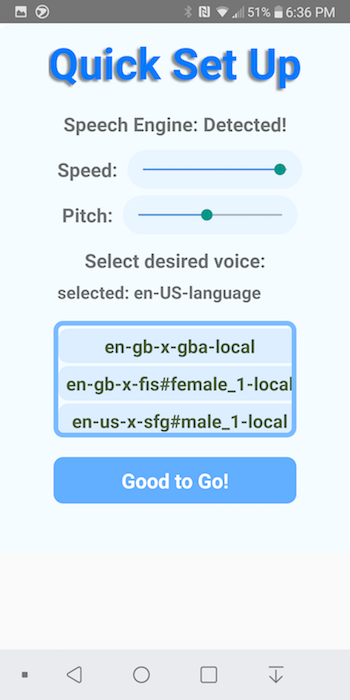 51% 6:36 PM
Quick Set Up
Speech Engine: Detected!
Speed:
Pitch:
Select desired voice:
selected: en-US-language
en-gb-x-gba-local
en-gb-x-fis#female_1-local
en-us-x-sfg#male_1-local
Good to Go!